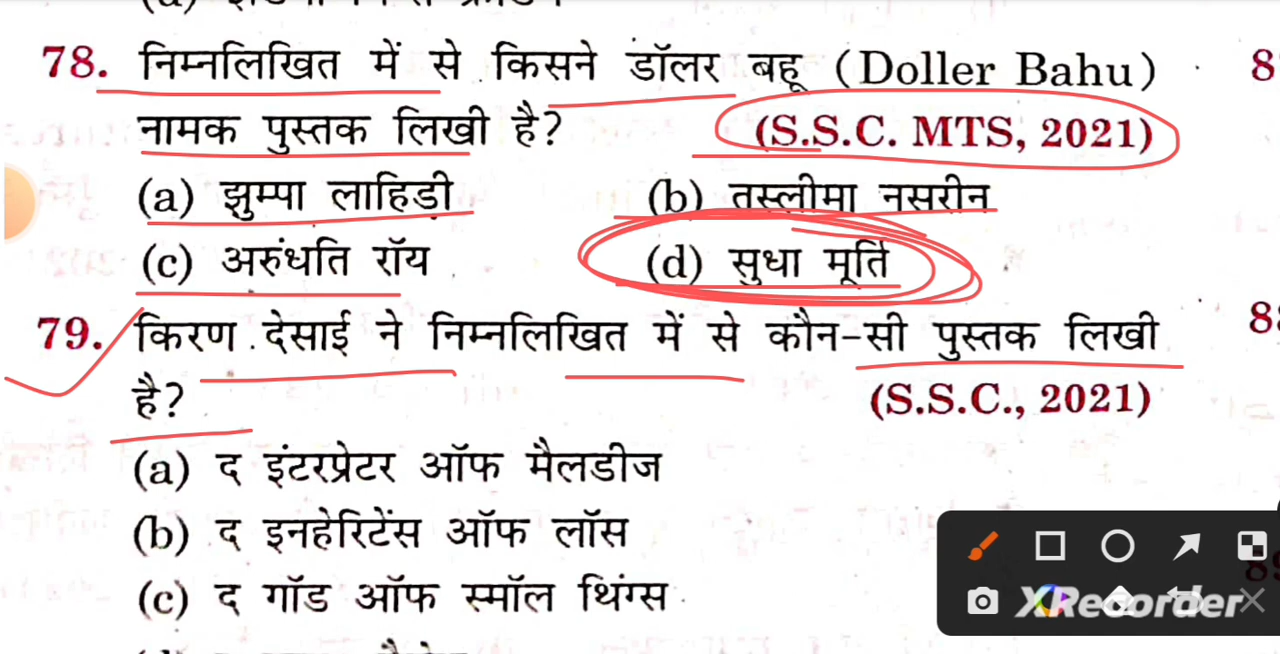 78. निम्नलिखित में से किसने डॉलर बहू (Doller Bahu)
नामक पुस्तक लिखी है? (S.S.C. MTS, 2021)
(a) झुम्पा लाहिड़ी (b) तस्लीमा नसरीन
(c) अरुंधति रॉय (d) सुधा मूर्ति
79. किरण देसाई ने निम्नलिखित में से कौन-सी पुस्तक लिखी
है? (S.S.C., 2021)
(a) द इंटरप्रेटर ऑफ मैलडीज
(b) द इनहेरिटेंस ऑफ लॉस
(c) द गॉड ऑफ स्मॉल थिंग्स
XRecorder